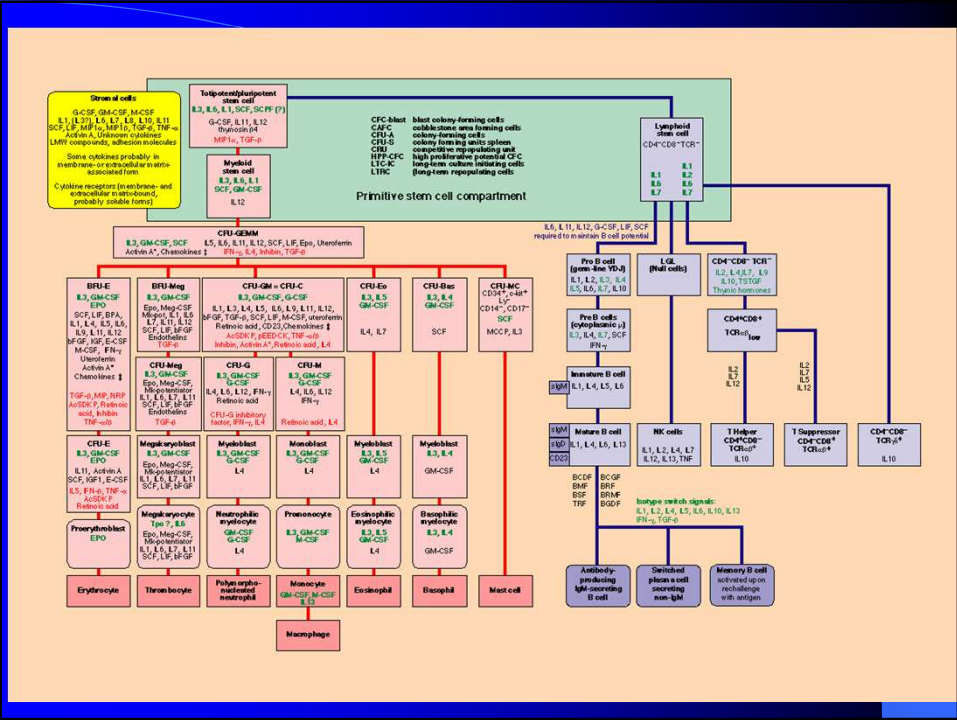 Stromal cells
G-CSF, GM-CSF, M-CSF
IL1, (IL3?), IL6, IL7, IL8, IL10, IL11
SCF, LIF, MIP1α, MIP1β, TGF-β, TNF-α
Activin A, Unknown cytokines
LMW compounds, adhesion molecules
Some cytokines probably in
membrane- or extracellular matrix-
associated form
Cytokine receptors (membrane- and
extracellular matrix-bound,
probably soluble forms)
Totipotent/pluripotent
stem cell
IL3, IL6, IL1, SCF, SCPF (?)
G-CSF, IL11, IL12
thymosin β4
MIP1α, TGF-β
Myeloid
stem cell
IL3, IL6, IL1
SCF, GM-CSF
IL12
CFC-blast blast colony-forming cells
CAFC cobblestone area forming cells
CFU-A colony-forming cells
CFU-S colony forming units spleen
CRU competitive repopulating unit
HPP-CFC high proliferative potential CFC
LTC-IC long-term culture initiating cells
LTRC (long-term repopulating cells
Primitive stem cell compartment
Lymphoid
stem cell
CD4⁻CD8⁻TCR⁻
IL1
IL1 IL2
IL6 IL6
IL7 IL7
CFU-GEMM
IL3, GM-CSF, SCF IL5, IL6, IL11, IL12, SCF, LIF, Epo, Uteroferrin
Activin A*, Chemokines ‡ IFN-γ, IL4, Inhibin, TGF-β
IL6, IL11, IL12, G-CSF, LIF, SCF
required to maintain B cell potential
BFU-E
IL3, GM-CSF
EPO
SCF, LIF, BPA,
IL1, IL4, IL5, IL6,
IL9, IL11, IL12
bFGF, IGF, E-CSF
M-CSF, IFN-γ
Uteroferrin
Activin A*
Chemokines ‡
TGF-β, MIP, NRP
AcSDKP, Retinoic
acid, Inhibin
TNF-α/β
BFU-Meg
IL3, GM-CSF
Epo, Meg-CSF
Mk-pot, IL1, IL6
IL7, IL11, IL12
SCF, LIF, bFGF
Endothelins
TGF-β
CFU-GM = CFU-C
IL3, GM-CSF, G-CSF
IL1, IL3, IL4, IL5, IL6, IL9, IL11, IL12,
bFGF, TGF-β, SCF, LIF, M-CSF, uteroferrin
Retinoic acid, CD23, Chemokines ‡
AcSDKP, pEEDCK, TNF-α/β
Inhibin, Activin A*, Retinoic acid, IL4
CFU-Eo
IL3, IL5
GM-CSF
IL4, IL7
CFU-Bas
IL3, IL4
GM-CSF
SCF
CFU-MC
CD34⁺, c-kit⁺
Ly⁻
CD14⁻, CD17⁻
SCF
MCCP, IL3
Pro B cell
(germ-line YDJ)
IL1, IL2, IL3, IL4
IL5, IL6, IL7, IL10
LGL
(Null cells)
CD4⁻CD8⁻ TCR⁻
IL2, IL4, IL7, IL9
IL10, TSTGF
Thynic hormones
CFU-Meg
IL3, GM-CSF
Epo, Meg-CSF,
Mk-potentiator
IL1, IL6, IL7, IL11
SCF, LIF, bFGF
Endothelins
TGF-β
CFU-G
IL3, GM-CSF
G-CSF
IL4, IL6, IL12, IFN-γ
Retinoic acid
CFU-G inhibitory
factor, IFN-γ, IL4
CFU-M
IL3, GM-CSF
G-CSF
IL4, IL6, IL12
IFN-γ
Retinoic acid, IL4
Pre B cells
(cytoplasmic μ)
IL3, IL4, IL7, SCF
IFN-γ
CD4⁺CD8⁺
TCRαβlow
IL2
IL7
IL12
IL2
IL7
IL5
IL12
Immature B cell
sIgM
IL1, IL4, IL5, IL6
CFU-E
IL3, GM-CSF
EPO
IL11, Activin A
SCF, IGF1, E-CSF
IL5, IFN-β, TNF-α
AcSDKP
Retinoic acid
Megakaryoblast
IL3, GM-CSF
Epo, Meg-CSF,
Mk-potentiator
IL1, IL6, IL7, IL11
SCF, LIF, bFGF
Myeloblast
IL3, GM-CSF
G-CSF
IL4
Monoblast
IL3, GM-CSF
G-CSF
IL4
Myeloblast
IL3, IL5
GM-CSF
IL4
Myeloblast
IL3, IL4
GM-CSF
sIgM
sIgD
CD23
Mature B cell
IL1, IL4, IL6, IL13
NK cells
IL1, IL2, IL4, IL7
IL12, IL13, TNF
T Helper
CD4⁺CD8⁻
TCRαβ⁺
IL10
T Suppressor
CD4⁻CD8⁺
TCRαβ⁺
CD4⁻CD8⁻
TCRγδ⁺
IL10
BCDF BCGF
BMF BRF
BSF BRMF
TRF BGDF
Isotype switch signals:
IL1, IL2, IL4, IL5, IL6, IL10, IL13
IFN-γ, TGF-β
Proerythroblast
EPO
Megakaryocyte
Tpo ?, IL6
Epo, Meg-CSF,
Mk-potentiator
IL1, IL6, IL7, IL11
SCF, LIF, bFGF
Neutrophilic
myelocyte
GM-CSF
G-CSF
IL4
Promonocyte
IL3, GM-CSF
M-CSF
Eosinophilic
myelocyte
IL3, IL5
GM-CSF
IL4
Basophilic
myelocyte
IL3, IL4
GM-CSF
Erythrocyte
Thrombocyte
Polymorpho-
nucleated
neutrophil
Monocyte
GM-CSF, M-CSF
IL13
Eosinophil
Basophil
Mast cell
Antibody-
producing
IgM-secreting
B cell
Switched
plasma cell
secreting
non-IgM
Memory B cell
activated upon
rechallenge
with antigen
Macrophage